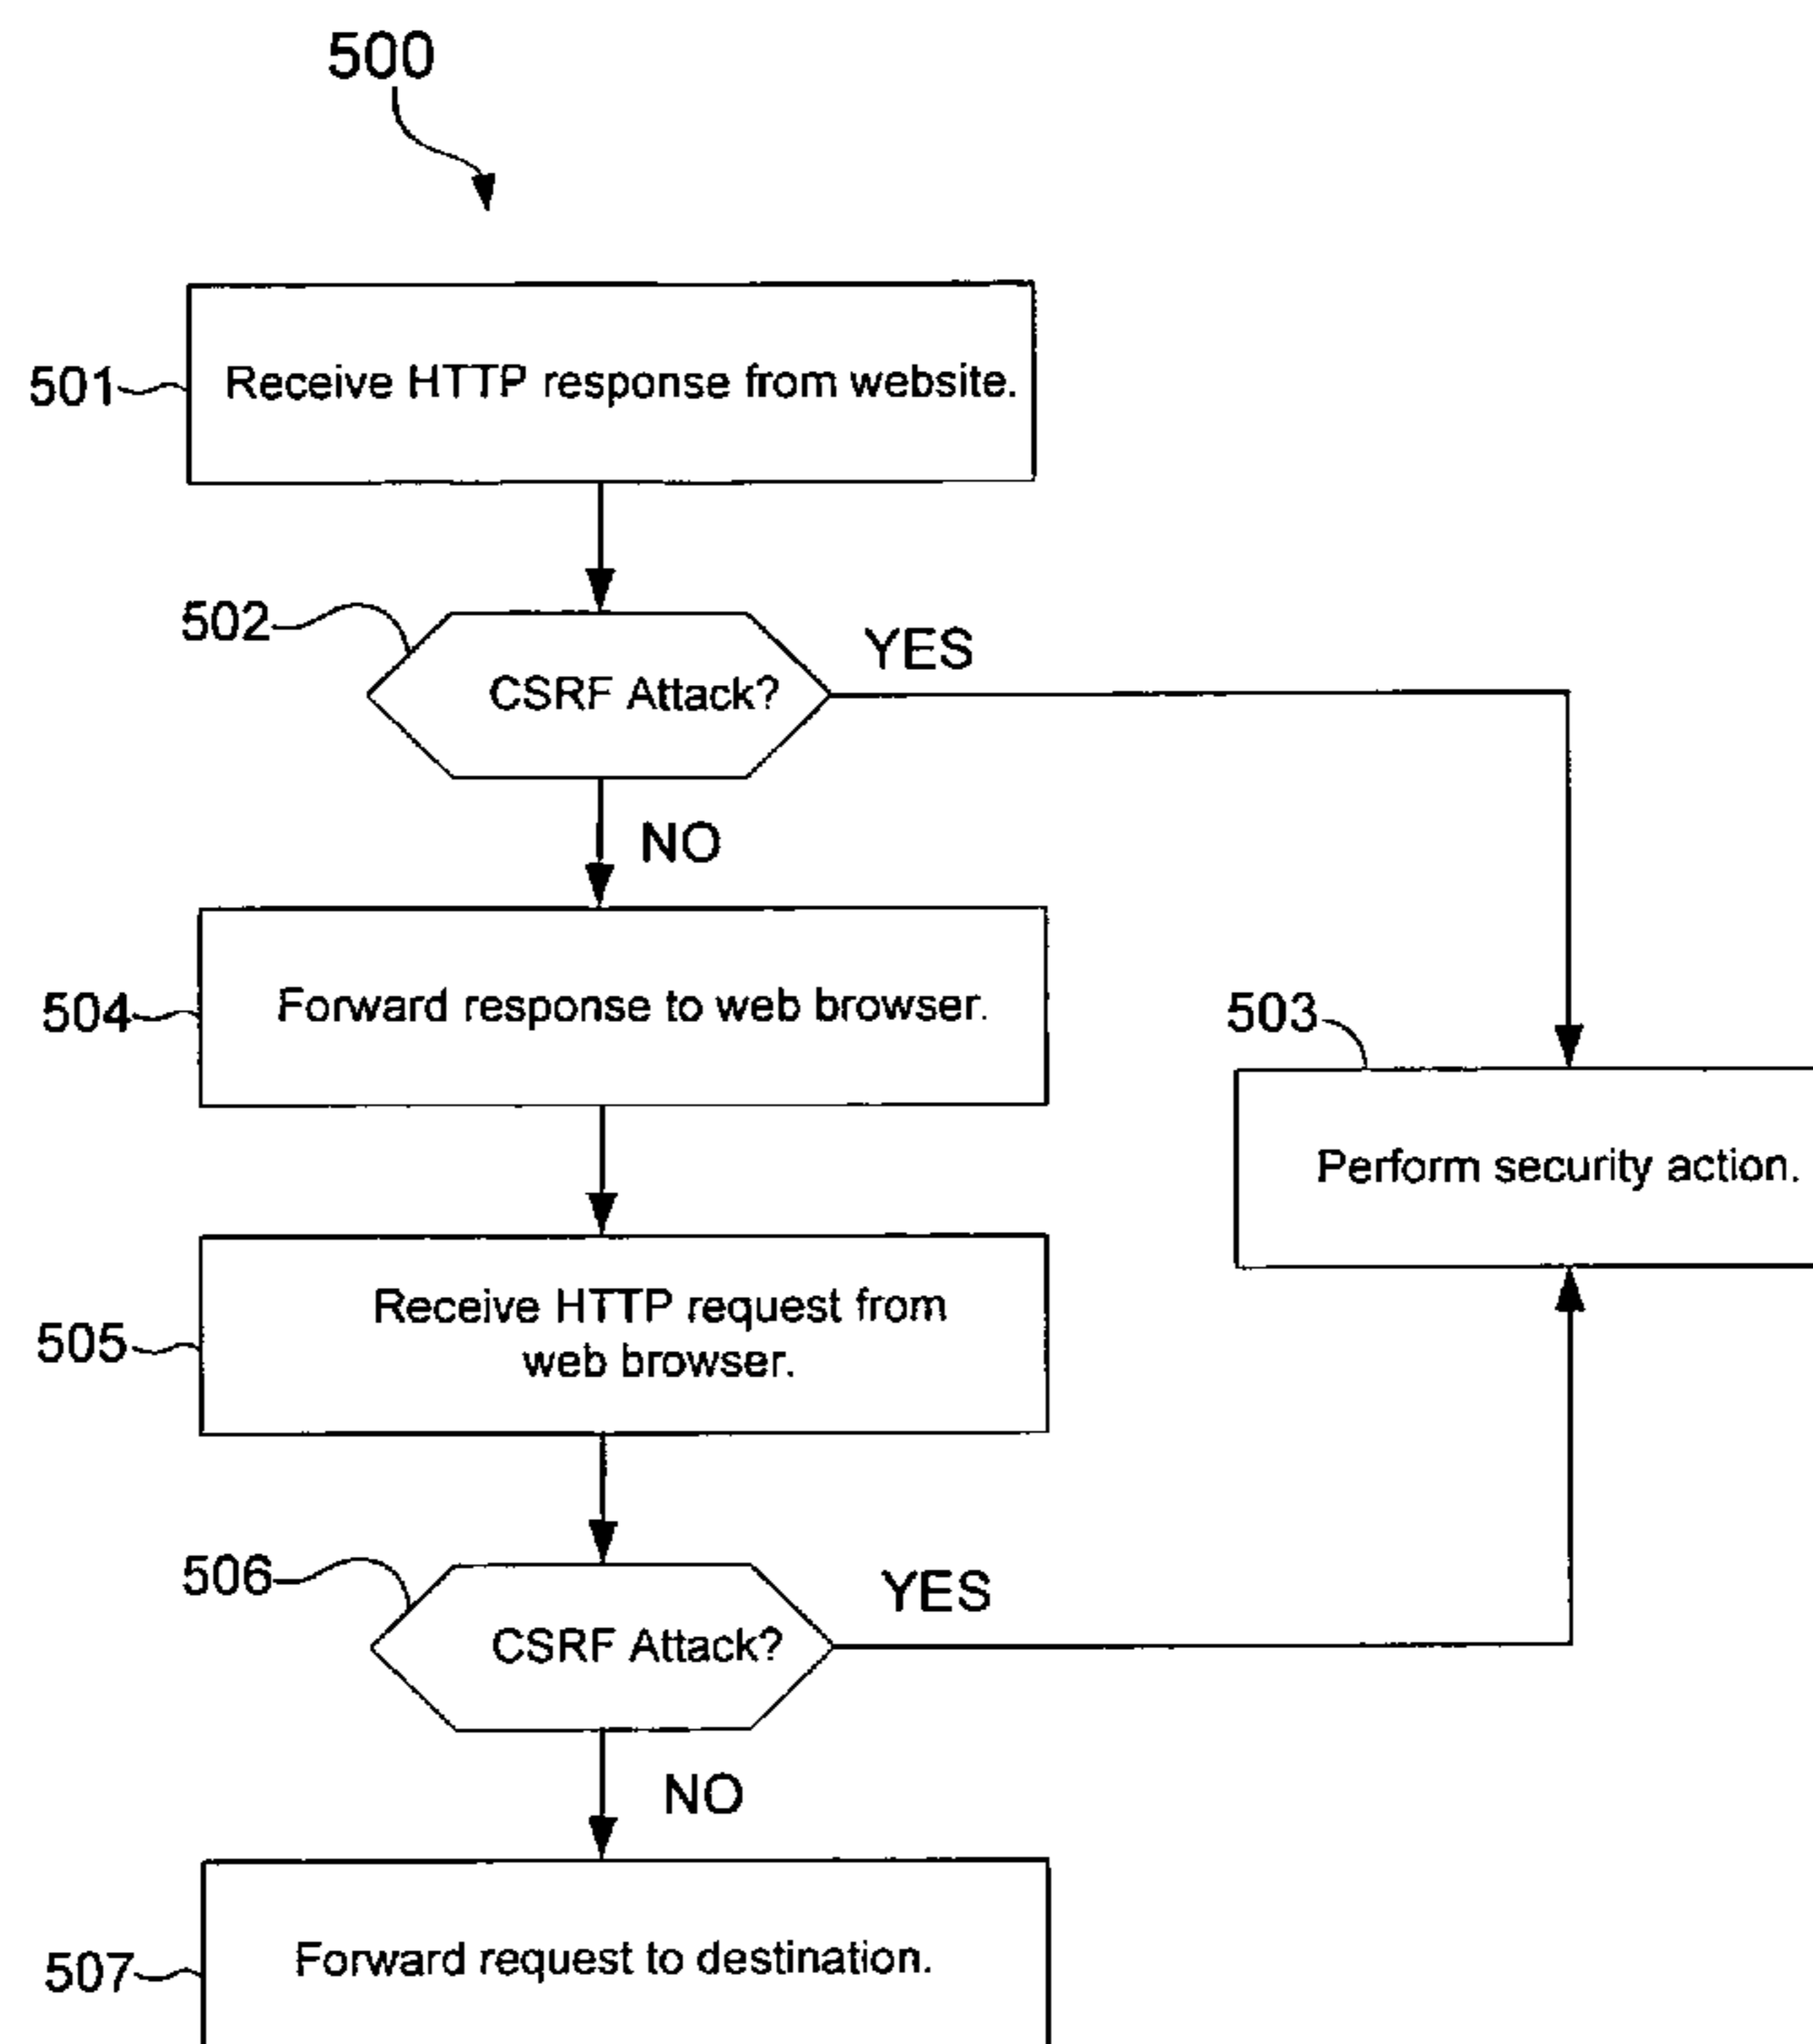 500
501
Receive HTTP response from website.
502
CSRF Attack?
YES
NO
504
Forward response to web browser.
503
Perform security action.
505
Receive HTTP request from
web browser.
506
CSRF Attack?
YES
NO
507
Forward request to destination.